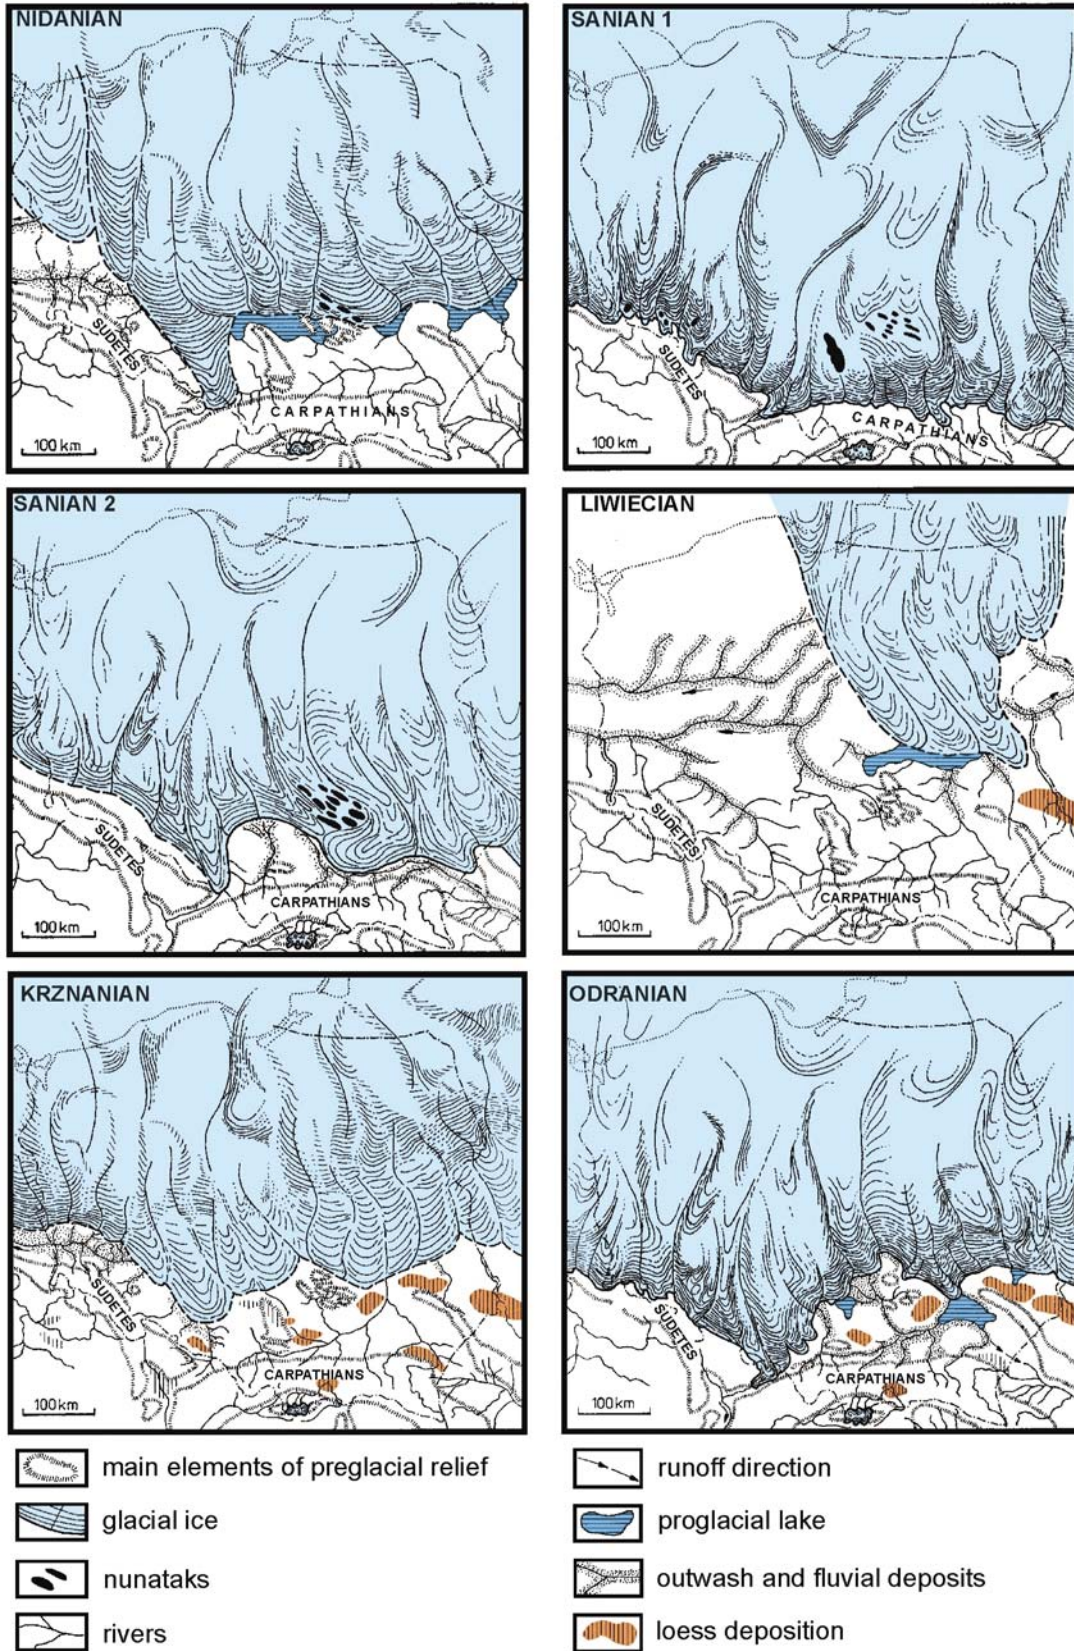 NIDANIAN
SUDETES
CARPATHIANS
100 km
SANIAN 1
SUDETES
CARPATHIANS
100 km
SANIAN 2
SUDETES
CARPATHIANS
100 km
LIWIECIAN
SUDETES
CARPATHIANS
100 km
KRZNANIAN
SUDETES
CARPATHIANS
100 km
ODRANIAN
SUDETES
CARPATHIANS
100 km
main elements of preglacial relief
glacial ice
nunataks
rivers
runoff direction
proglacial lake
outwash and fluvial deposits
loess deposition